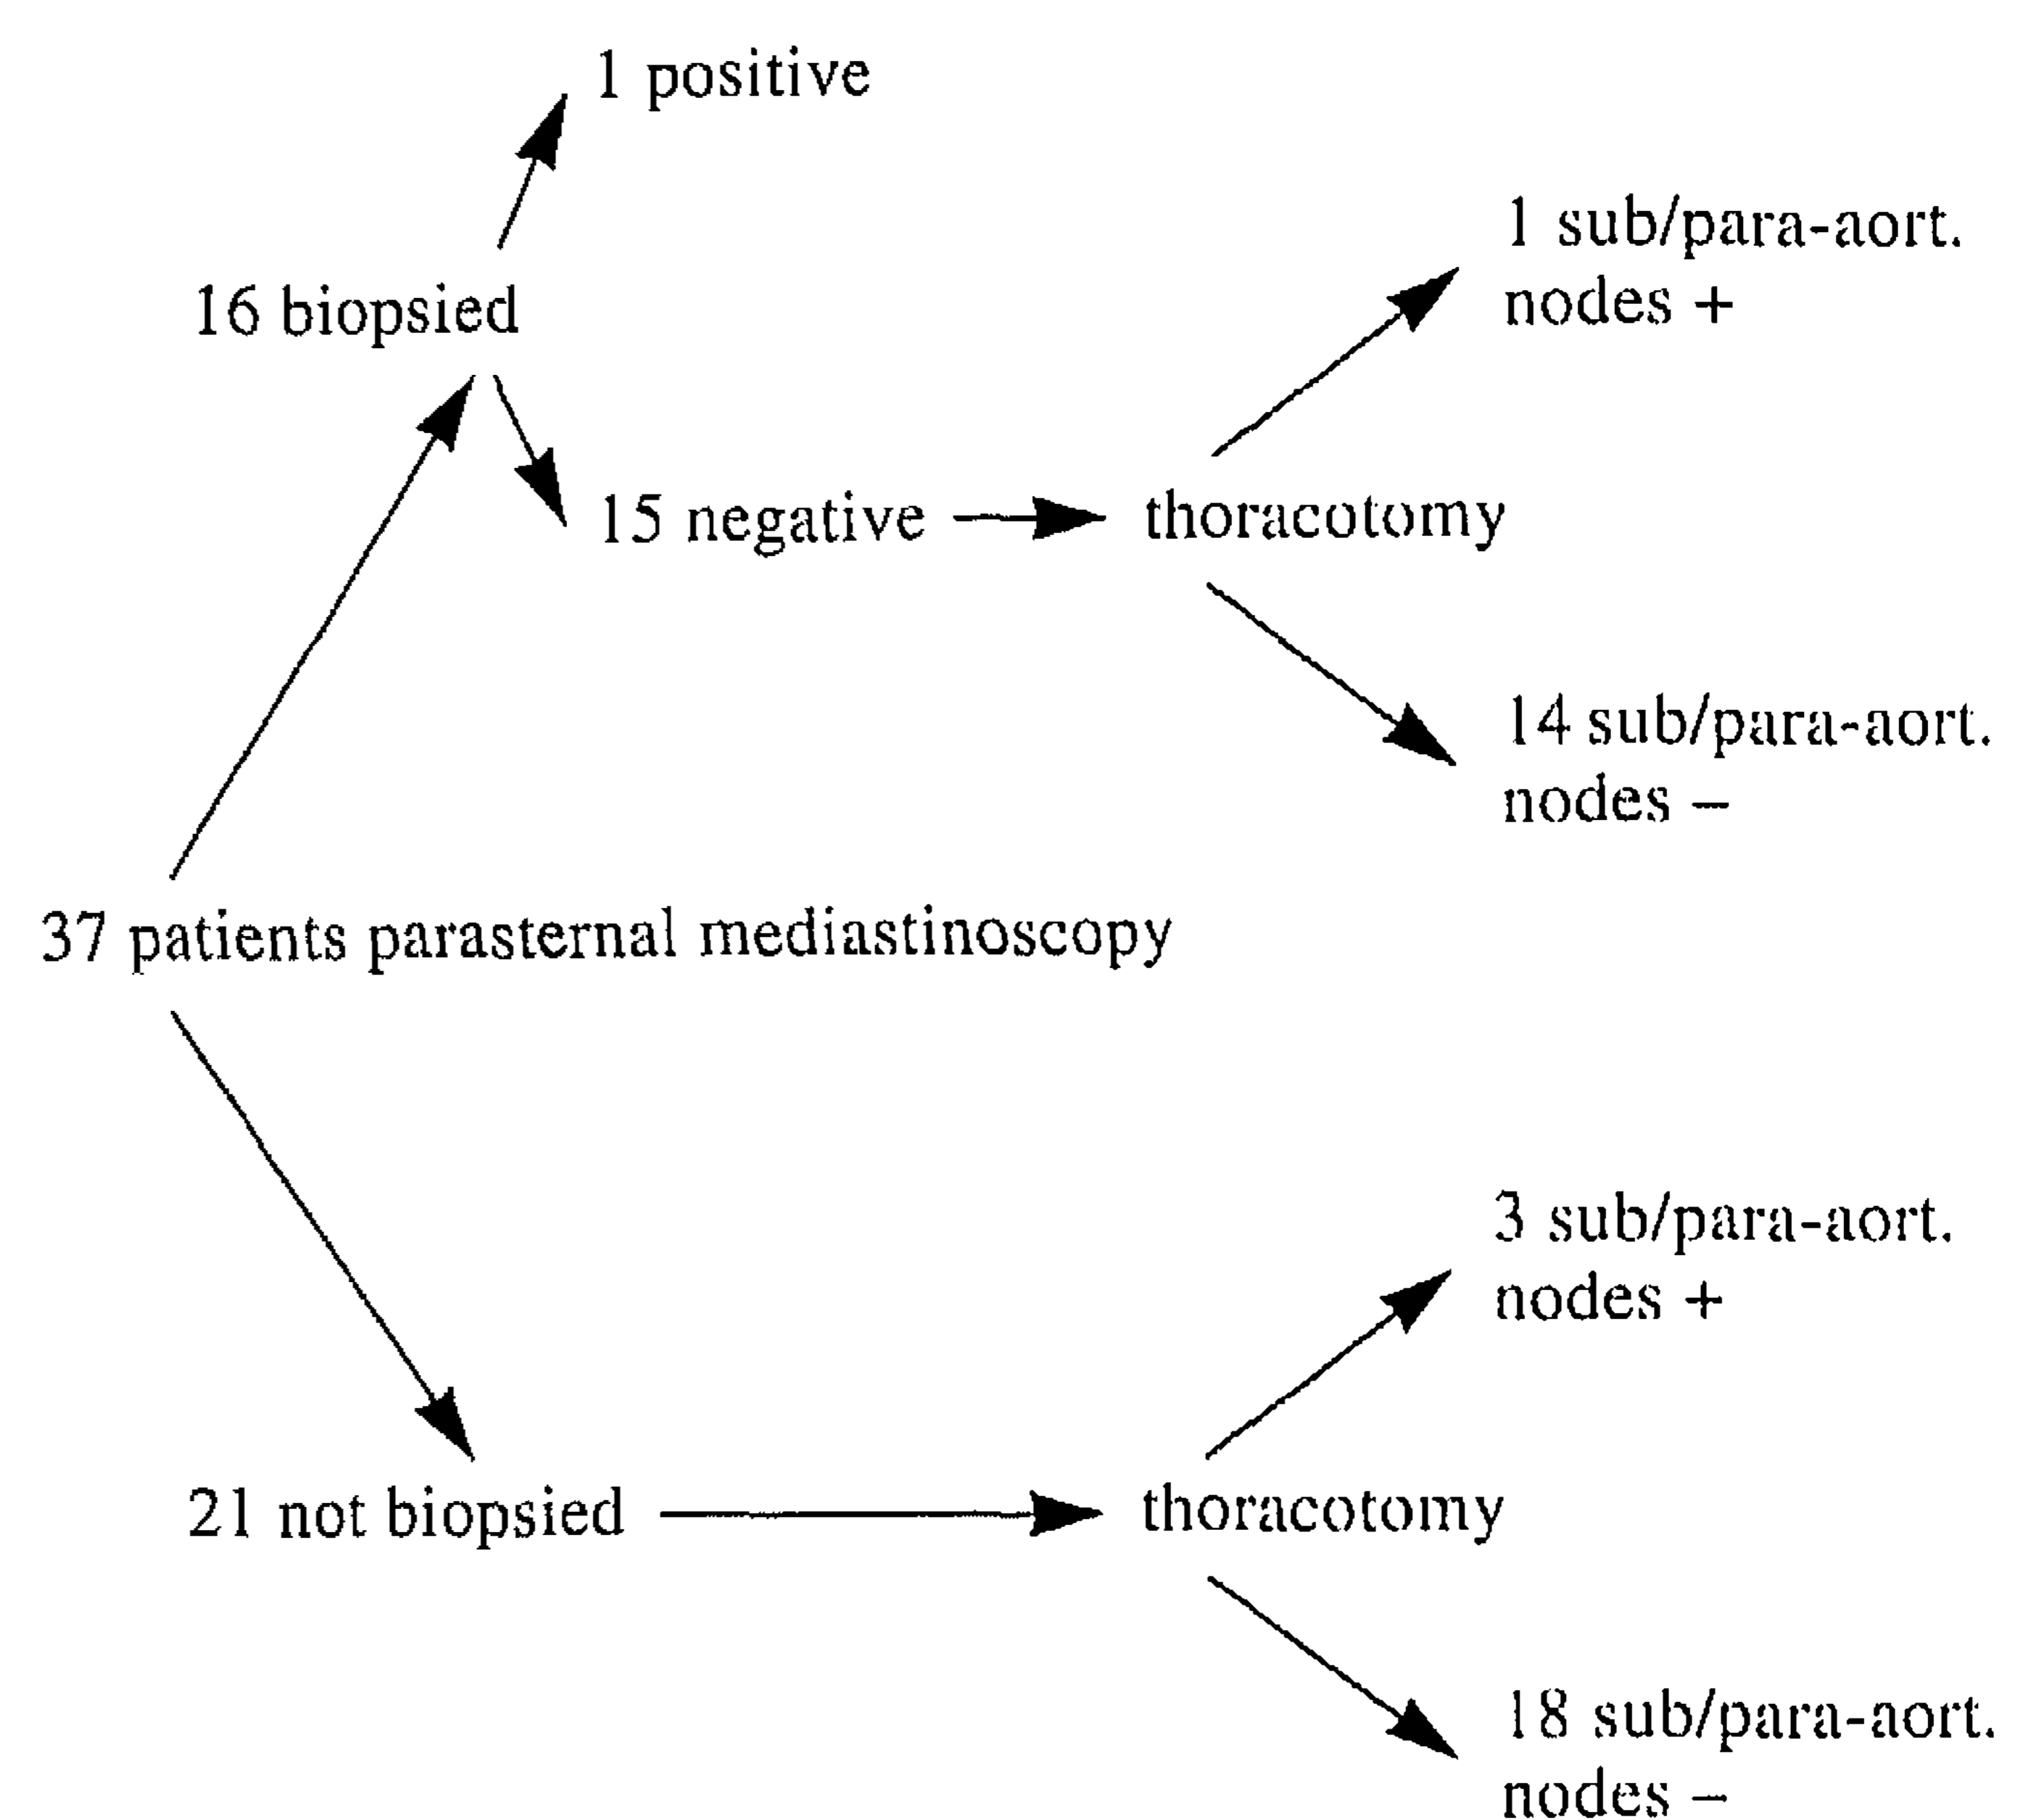 1 positive
1 sub/para-aort.
nodes +
16 biopsied
15 negative
thoracotomy
14 sub/para-aort.
nodes –
37 patients parasternal mediastinoscopy
3 sub/para-aort.
nodes +
21 not biopsied
thoracotomy
18 sub/para-aort.
nodes –